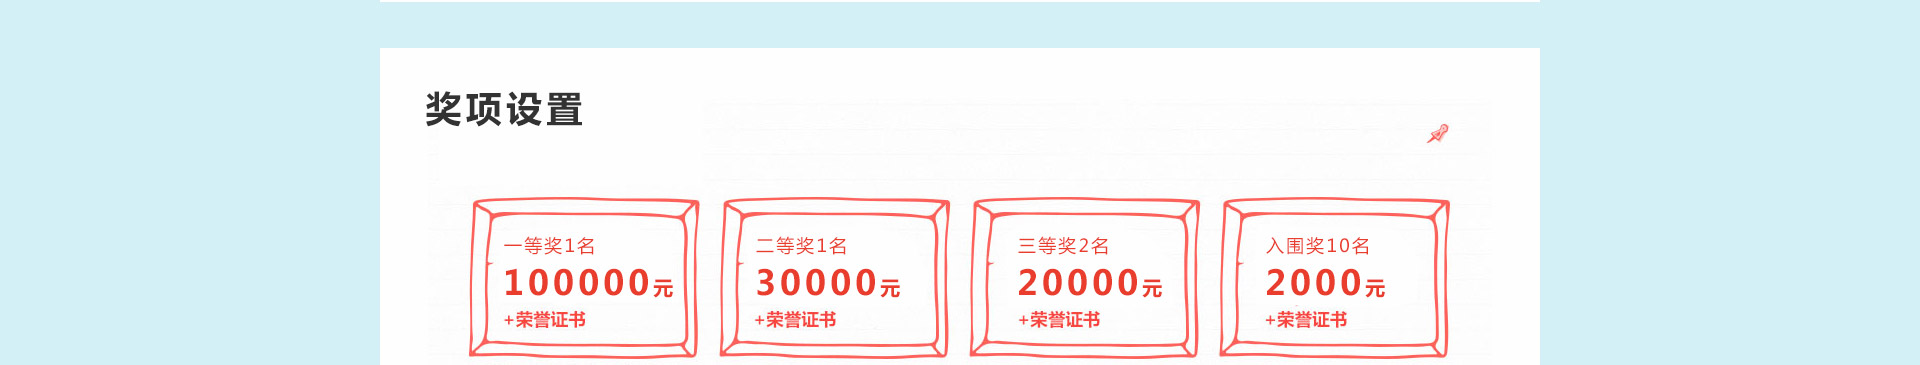 奖项设置
一等奖1名
100000元
+荣誉证书
二等奖1名
30000元
+荣誉证书
三等奖2名
20000元
+荣誉证书
入围奖10名
2000元
+荣誉证书